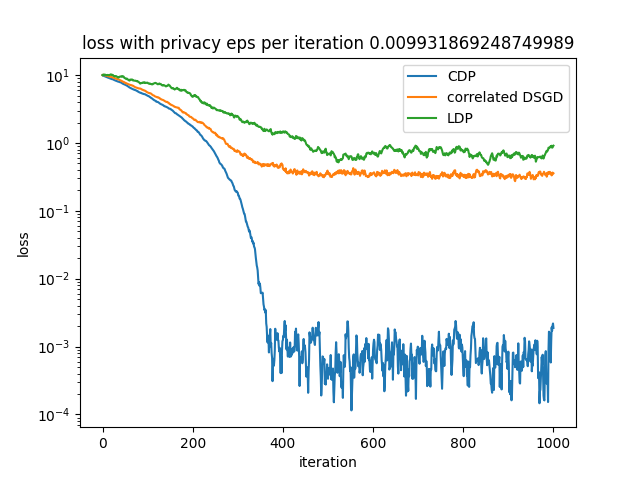 loss with privacy eps per iteration 0.009931869248749989
CDP
correlated DSGD
LDP
10¹
10⁰
10⁻¹
10⁻²
10⁻³
10⁻⁴
loss
0 200 400 600 800 1000
iteration